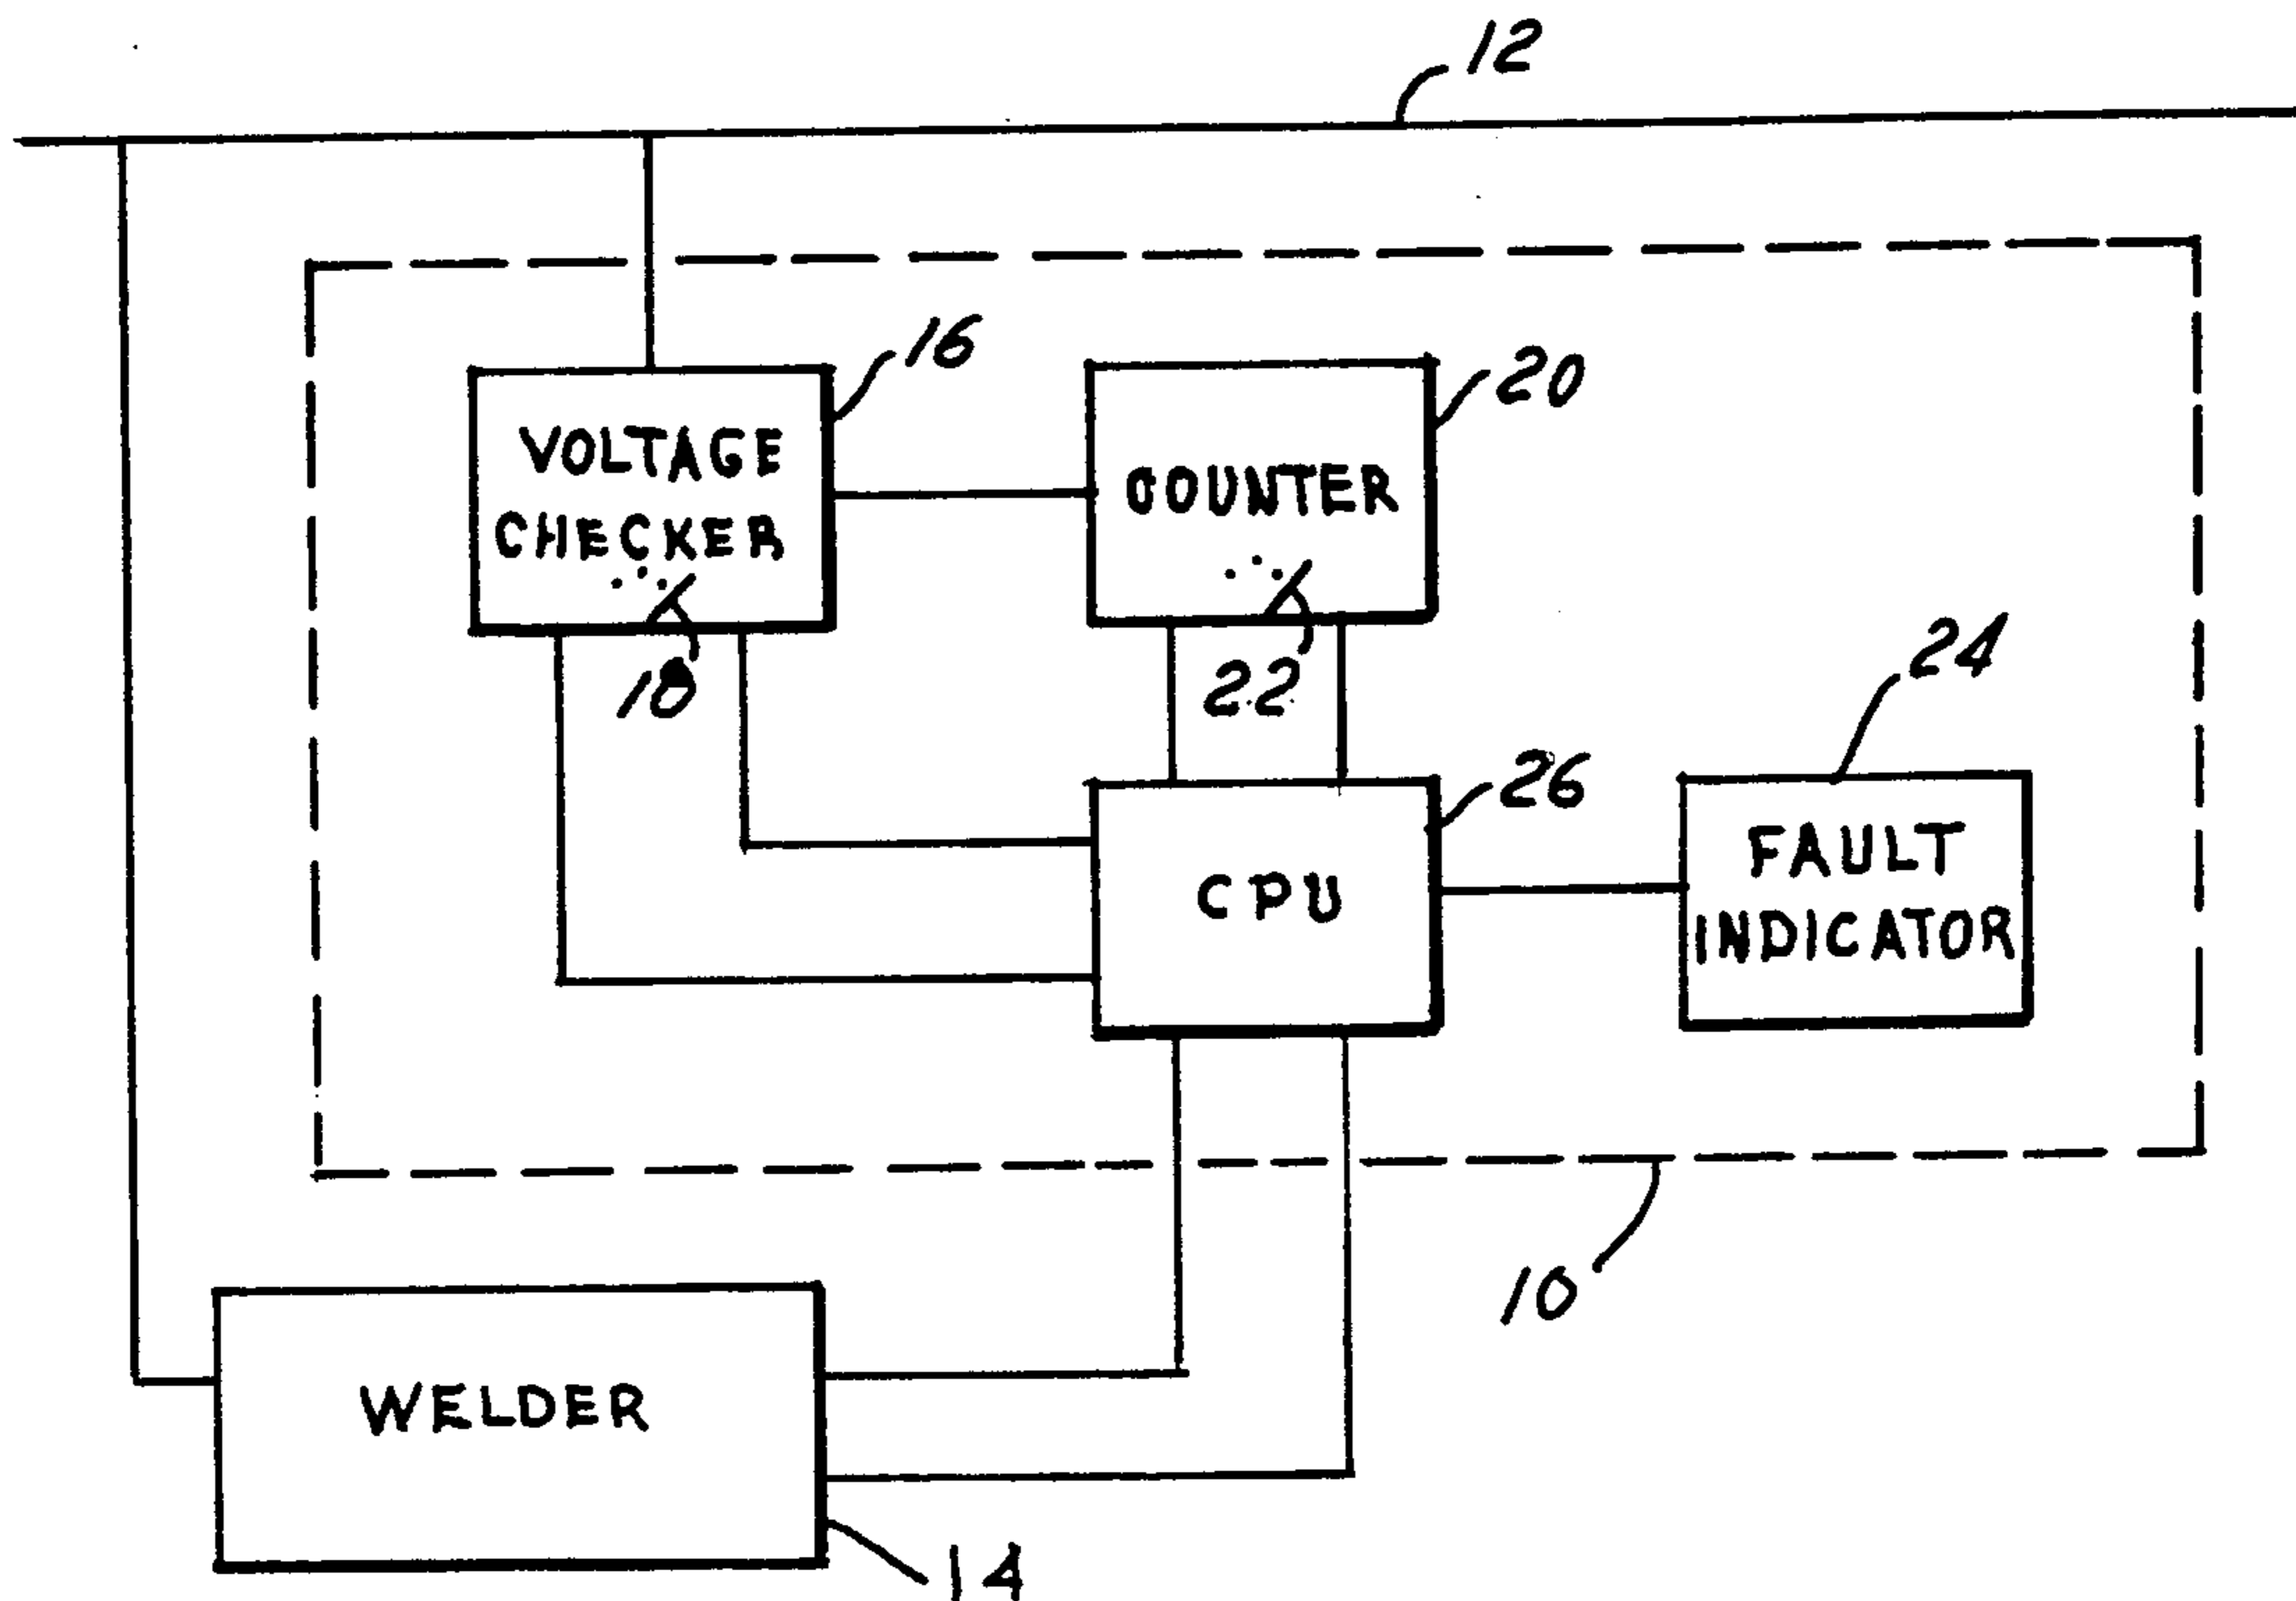 12
16
20
VOLTAGE
CHECKER
COUNTER
18
22
24
26
CPU
FAULT
INDICATOR
10
WELDER
14